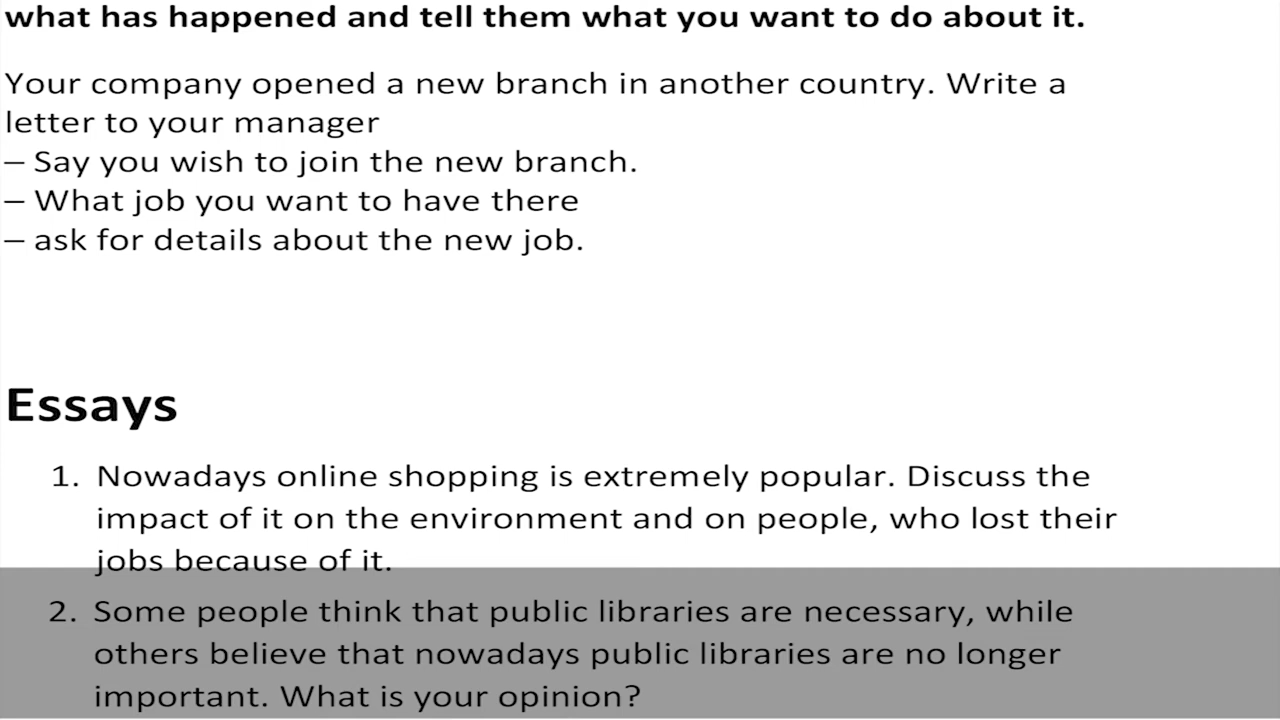 what has happened and tell them what you want to do about it.
Your company opened a new branch in another country. Write a
letter to your manager
– Say you wish to join the new branch.
– What job you want to have there
– ask for details about the new job.
Essays
1. Nowadays online shopping is extremely popular. Discuss the
impact of it on the environment and on people, who lost their
jobs because of it.
2. Some people think that public libraries are necessary, while
others believe that nowadays public libraries are no longer
important. What is your opinion?